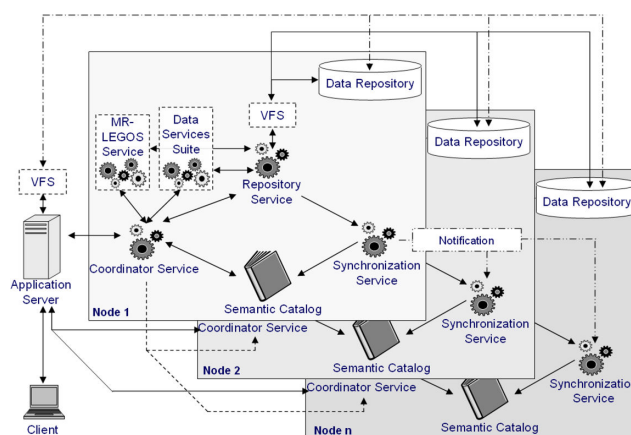 Data Repository
MR-
LEGOS
Service
Data
Services
Suite
VFS
Repository
Service
Data Repository
VFS
Data Repository
Notification
Application
Server
Coordinator Service
Semantic Catalog
Synchronization
Service
Node 1
Coordinator Service
Semantic Catalog
Synchronization
Service
Node 2
Coordinator Service
Semantic Catalog
Synchronization
Service
Client
Node n